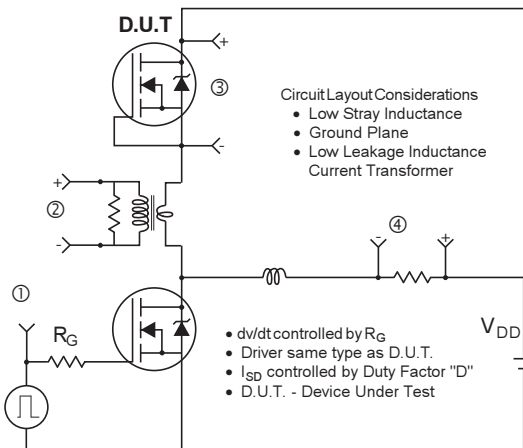 D.U.T
+
③
-
Circuit Layout Considerations
• Low Stray Inductance
• Ground Plane
• Low Leakage Inductance
Current Transformer
+
②
-
-
④
+
①
RG
VDD
• dv/dt controlled by RG
• Driver same type as D.U.T.
• ISD controlled by Duty Factor "D"
• D.U.T. - Device Under Test